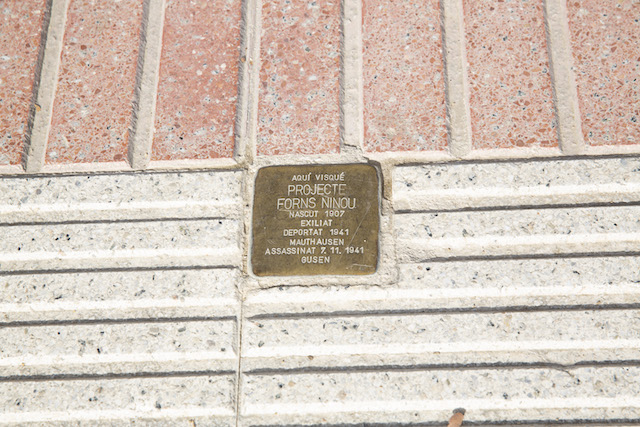 AQUÍ VISQUÉ
PROJECTE
FORNS NINOU
NASCUT 1907
EXILIAT
DEPORTAT 1941
MAUTHAUSEN
ASSASSINAT 7. 11. 1941
GUSEN